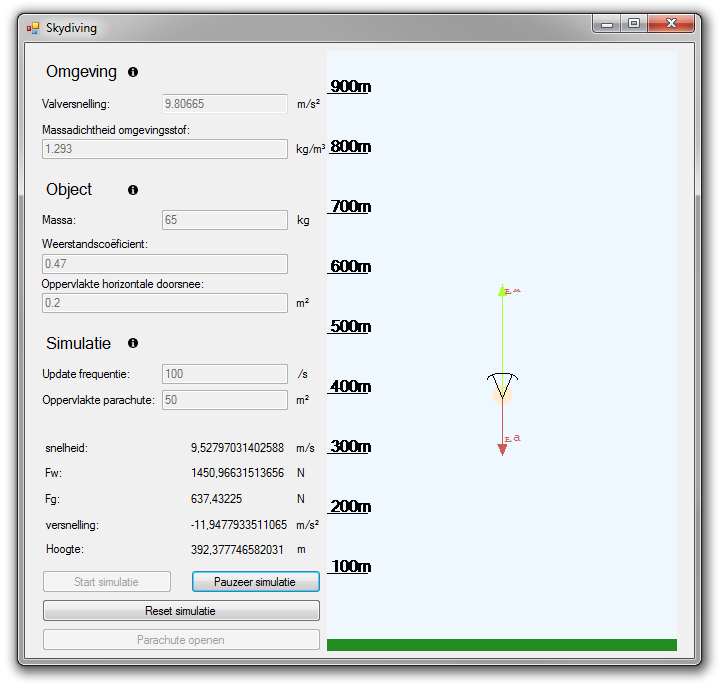 Skydiving
Omgeving
Valversnelling: 9.80665 m/s²
Massadichtheid omgevingsstof:
1.293 kg/m³
Object
Massa: 65 kg
Weerstandscoëficient:
0.47
Oppervlakte horizontale doorsnee:
0.2 m²
Simulatie
Update frequentie: 100 /s
Oppervlakte parachute: 50 m²
snelheid: 9,52797031402588 m/s
Fw: 1450,96631513656 N
Fg: 637,43225 N
versnelling: -11,9477933511065 m/s²
Hoogte: 392,377746582031 m
Start simulatie Pauzeer simulatie
Reset simulatie
Parachute openen
900m
800m
700m
600m
500m
400m
300m
200m
100m